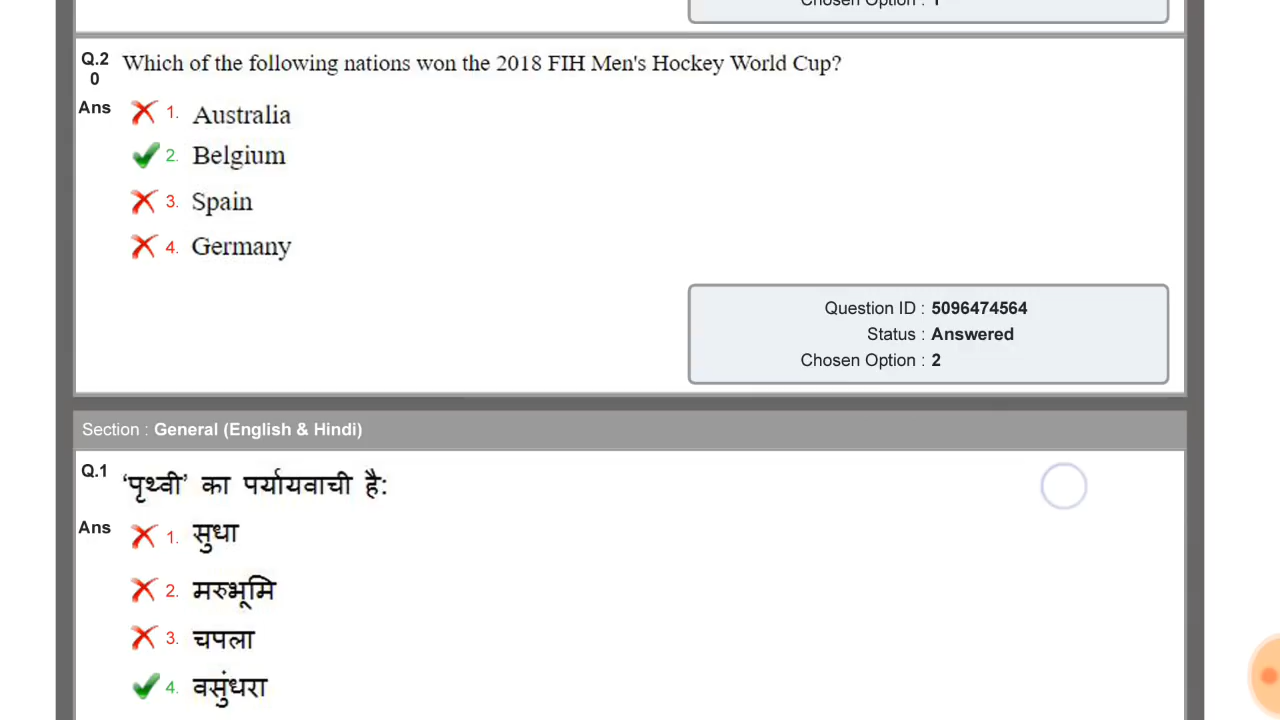 Chosen Option : 1
Q.20 Which of the following nations won the 2018 FIH Men's Hockey World Cup?
Ans 1. Australia
2. Belgium
3. Spain
4. Germany
Question ID : 5096474564
Status : Answered
Chosen Option : 2
Section : General (English & Hindi)
Q.1 ‘पृथ्वी’ का पर्यायवाची है:
Ans 1. सुधा
2. मरुभूमि
3. चपला
4. वसुंधरा